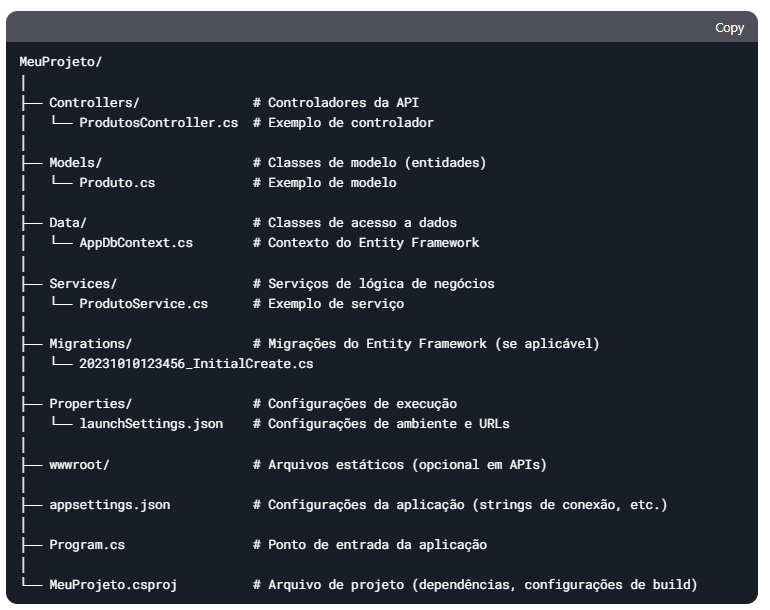 Copy
MeuProjeto/
│
├── Controllers/               # Controladores da API
│   └── ProdutosController.cs  # Exemplo de controlador
│
├── Models/                    # Classes de modelo (entidades)
│   └── Produto.cs             # Exemplo de modelo
│
├── Data/                      # Classes de acesso a dados
│   └── AppDbContext.cs        # Contexto do Entity Framework
│
├── Services/                  # Serviços de lógica de negócios
│   └── ProdutoService.cs      # Exemplo de serviço
│
├── Migrations/                # Migrações do Entity Framework (se aplicável)
│   └── 20231010123456_InitialCreate.cs
│
├── Properties/                # Configurações de execução
│   └── launchSettings.json    # Configurações de ambiente e URLs
│
├── wwwroot/                   # Arquivos estáticos (opcional em APIs)
│
├── appsettings.json           # Configurações da aplicação (strings de conexão, etc.)
│
├── Program.cs                 # Ponto de entrada da aplicação
│
└── MeuProjeto.csproj          # Arquivo de projeto (dependências, configurações de build)